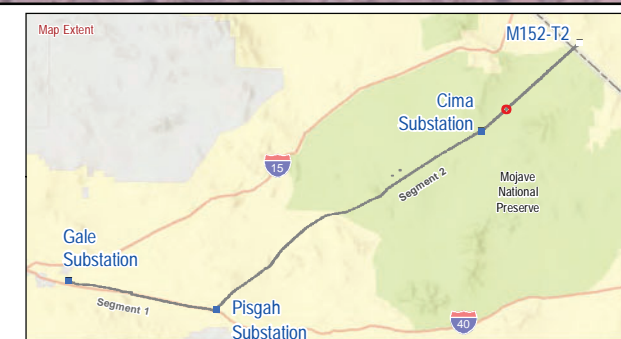 Map Extent
M152-T2
Cima
Substation
15
Segment 2
Mojave
National
Preserve
Gale
Substation
Segment 1
Pisgah
Substation
40